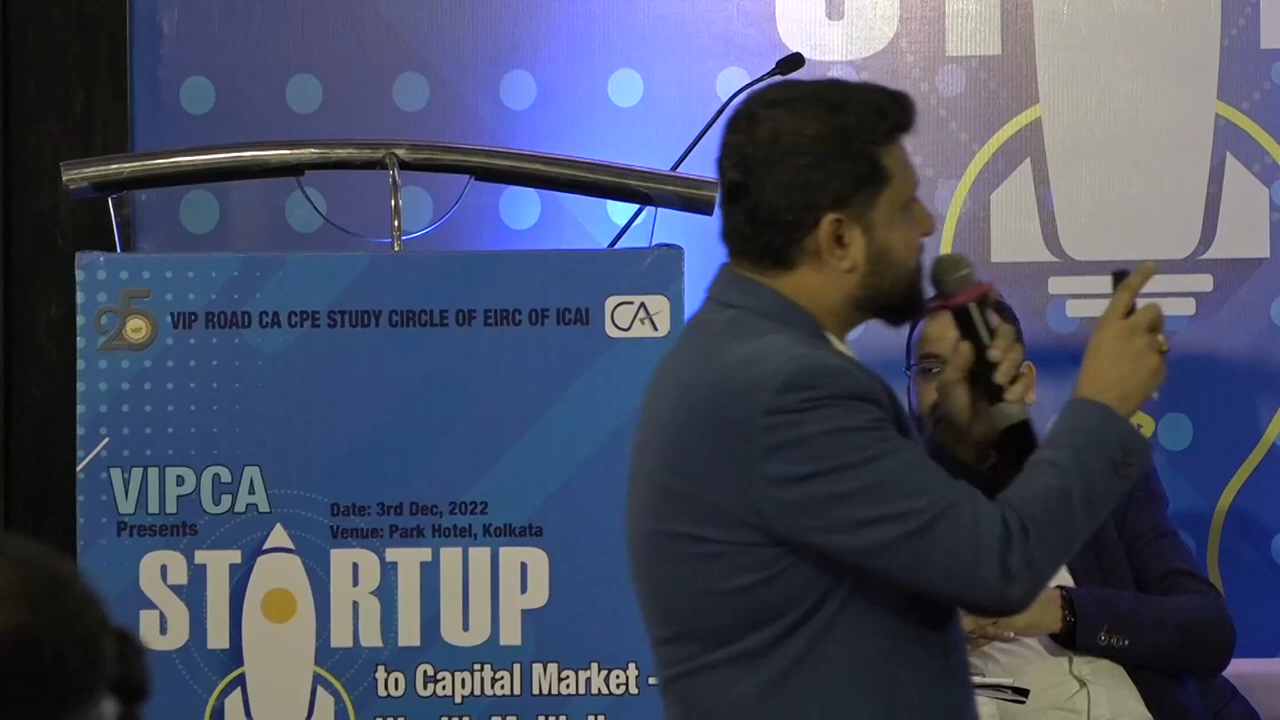 25
VIP ROAD CA CPE STUDY CIRCLE OF EIRC OF ICAI
CA
VIPCA
Presents
Date: 3rd Dec, 2022
Venue: Park Hotel, Kolkata
STARTUP
to Capital Market -